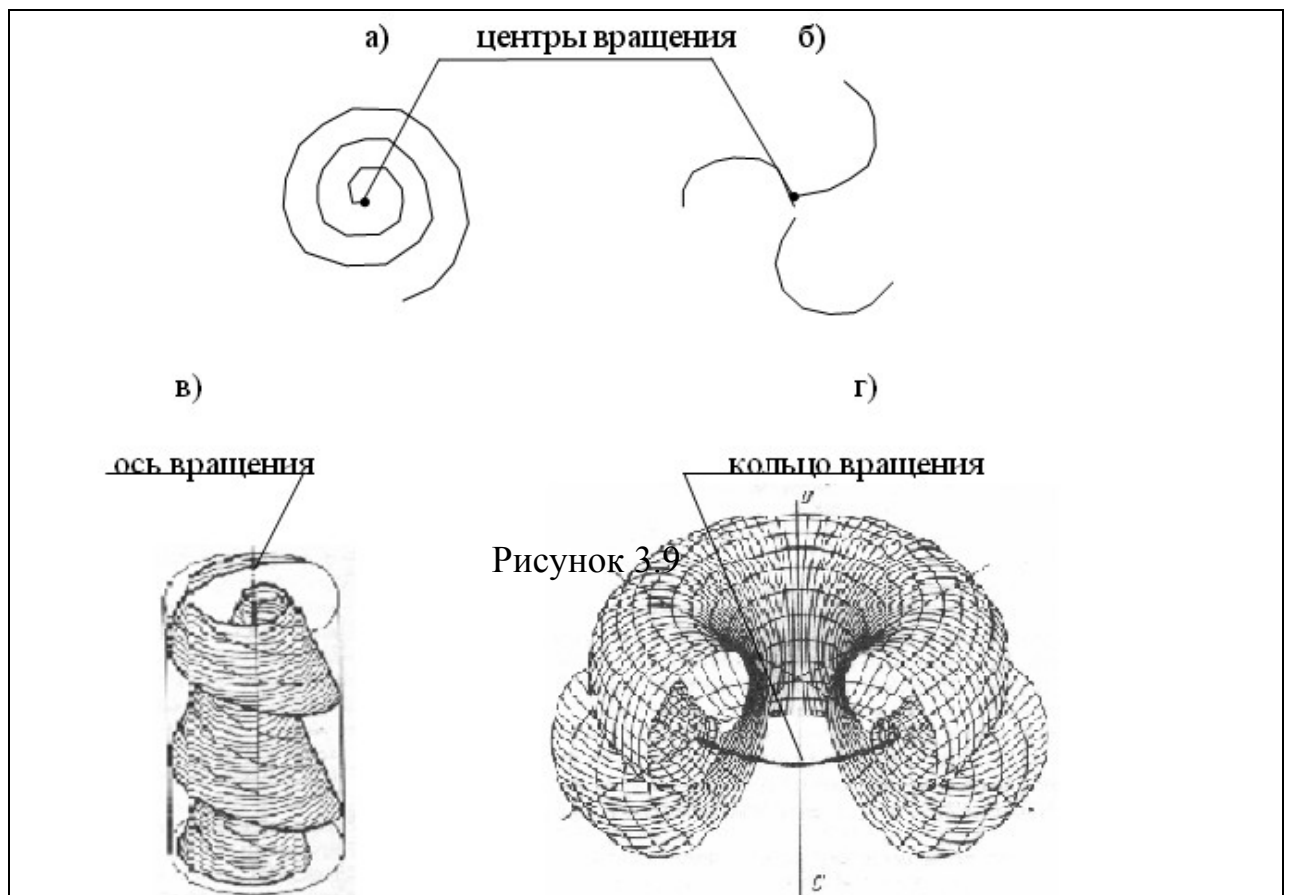 а) центры вращения б)
в) г)
ось вращения кольцо вращения
Рисунок 3.9